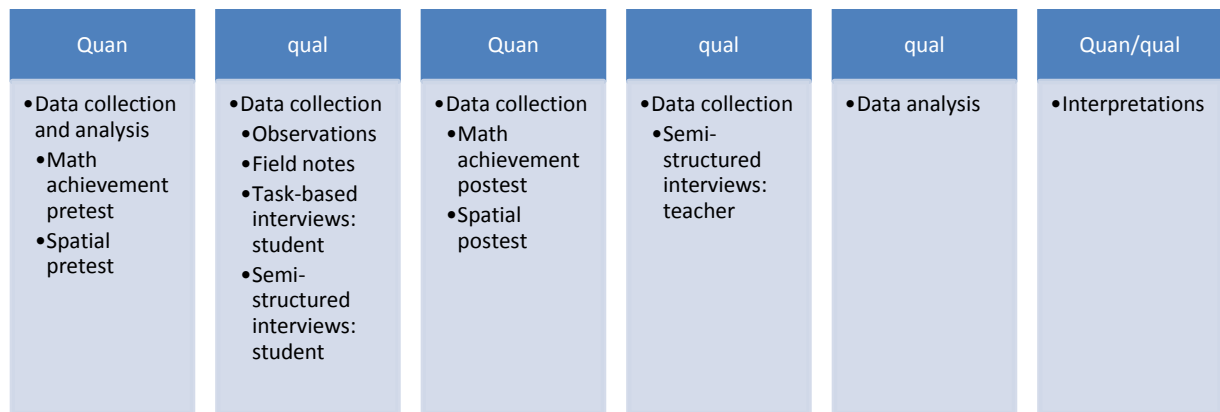 Quan
•Data collection
and analysis
•Math
achievement
pretest
•Spatial
pretest
qual
•Data collection
•Observations
•Field notes
•Task-based
interviews:
student
•Semi-
structured
interviews:
student
Quan
•Data collection
•Math
achievement
postest
•Spatial
postest
qual
•Data collection
•Semi-
structured
interviews:
teacher
qual
•Data analysis
Quan/qual
•Interpretations